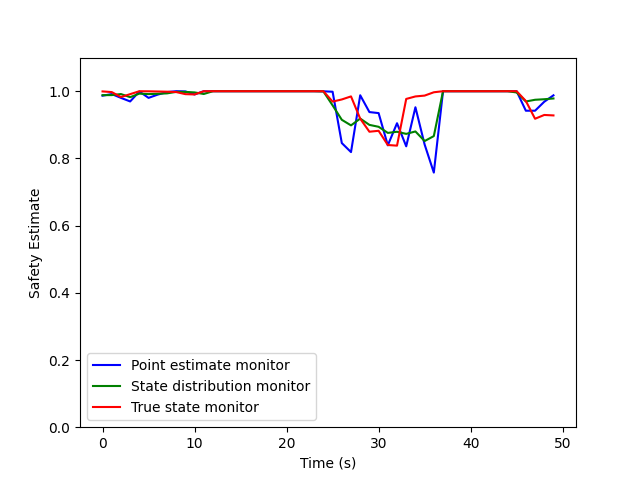 1.0
0.8
0.6
0.4
0.2
0.0
Safety Estimate
Point estimate monitor
State distribution monitor
True state monitor
0 10 20 30 40 50
Time (s)